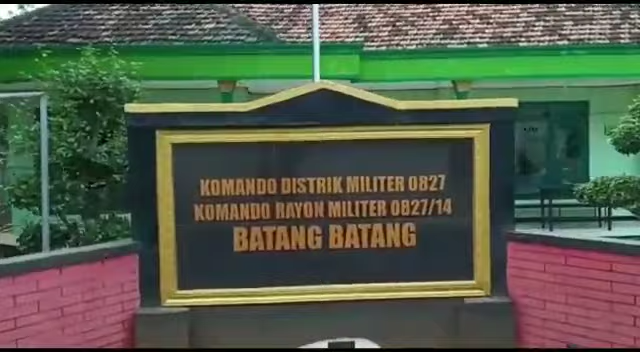 KOMANDO DISTRIK MILITER 0827
KOMANDO RAYON MILITER 0827/14
BATANG BATANG